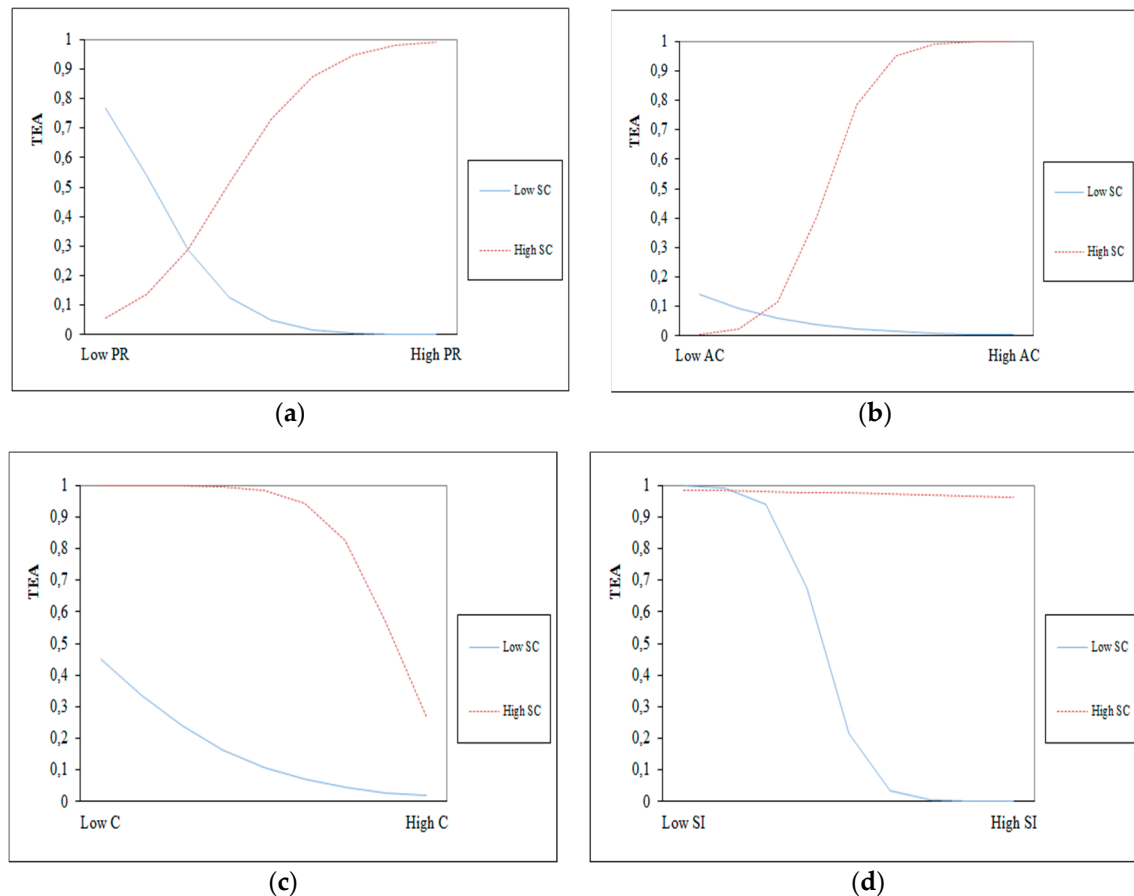 1
0,9
0,8
0,7
0,6
0,5
0,4
0,3
0,2
0,1
0
TEA
Low PR
High PR
Low SC
High SC
(a)
1
0,9
0,8
0,7
0,6
0,5
0,4
0,3
0,2
0,1
0
TEA
Low AC
High AC
Low SC
High SC
(b)
1
0,9
0,8
0,7
0,6
0,5
0,4
0,3
0,2
0,1
0
TEA
Low C
High C
Low SC
High SC
(c)
1
0,9
0,8
0,7
0,6
0,5
0,4
0,3
0,2
0,1
0
TEA
Low SI
High SI
Low SC
High SC
(d)